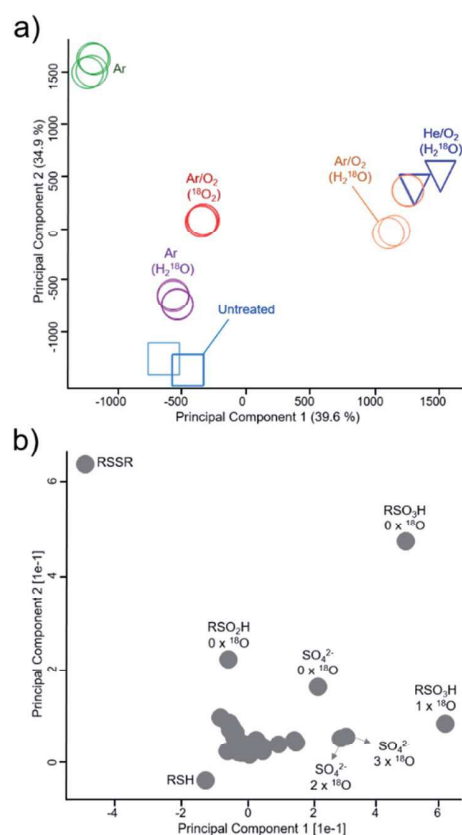 a)
Principal Component 2 (34.9 %)
1500
1000
500
0
-500
-1000
Ar
Ar/O₂
(¹⁸O₂)
Ar
(H₂¹⁸O)
Untreated
Ar/O₂
(H₂¹⁸O)
He/O₂
(H₂¹⁸O)
-1000
-500
0
500
1000
1500
Principal Component 1 (39.6 %)
b)
Principal Component 2 [1e-1]
6
4
2
0
RSSR
RSO₃H
0 x ¹⁸O
RSO₂H
0 x ¹⁸O
SO₄²⁻
0 x ¹⁸O
RSO₃H
1 x ¹⁸O
SO₄²⁻
3 x ¹⁸O
SO₄²⁻
2 x ¹⁸O
RSH
-4
-2
0
2
4
6
Principal Component 1 [1e-1]